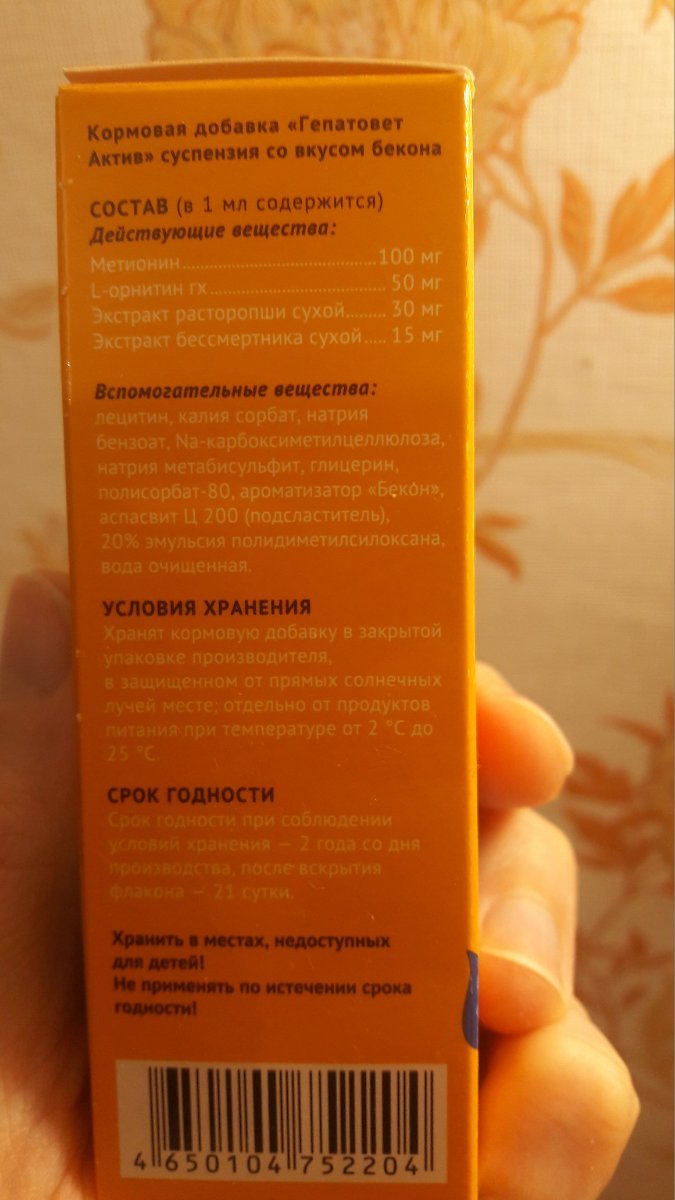 Кормовая добавка «Гепатовет
Актив» суспензия со вкусом бекона
СОСТАВ (в 1 мл содержится)
Действующие вещества:
Метионин..........................................100 мг
L-орнитин гх..................................... 50 мг
Экстракт расторопши сухой......... 30 мг
Экстракт бессмертника сухой..... 15 мг
Вспомогательные вещества:
лецитин, калия сорбат, натрия
бензоат, Na-карбоксиметилцеллюлоза,
натрия метабисульфит, глицерин,
полисорбат-80, ароматизатор «Бекон»,
аспасвит Ц 200 (подсластитель),
20% эмульсия полидиметилсилоксана,
вода очищенная.
УСЛОВИЯ ХРАНЕНИЯ
Хранят кормовую добавку в закрытой
упаковке производителя,
в защищенном от прямых солнечных
лучей месте; отдельно от продуктов
питания при температуре от 2 °C до
25 °C.
СРОК ГОДНОСТИ
Срок годности при соблюдении
условий хранения — 2 года со дня
производства, после вскрытия
флакона — 21 сутки.
Хранить в местах, недоступных
для детей!
Не применять по истечении срока
годности!
4 650104 752204